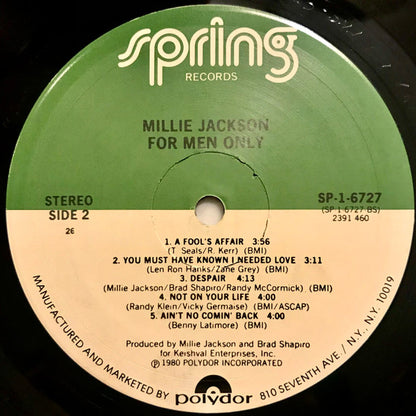 spring
RECORDS
MILLIE JACKSON
FOR MEN ONLY
STEREO
SIDE 2
26
SP-1-6727
(SP 1 6727 BS)
2391 460
1. A FOOL'S AFFAIR 3:56
(T Seals/R. Kerr) (BMI)
2. YOU MUST HAVE KNOWN I NEEDED LOVE 3:11
(Len Ron Hanks/Zane Grey) (BMI)
3. DESPAIR 4:13
(Millie Jackson/Brad Shapiro/Randy McCormick) (BMI)
4. NOT ON YOUR LIFE 4:00
(Randy Klein/Vicky Germaise) (BMI/ASCAP)
5. AIN'T NO COMIN' BACK 4:00
(Benny Latimore) (BMI)
Produced by Millie Jackson and Brad Shapiro
for Keishval Enterprises, Inc.
℗ 1980 POLYDOR INCORPORATED
MANUFACTURED AND MARKETED BY polydor 810 SEVENTH AVE / N.Y. N.Y. 10019